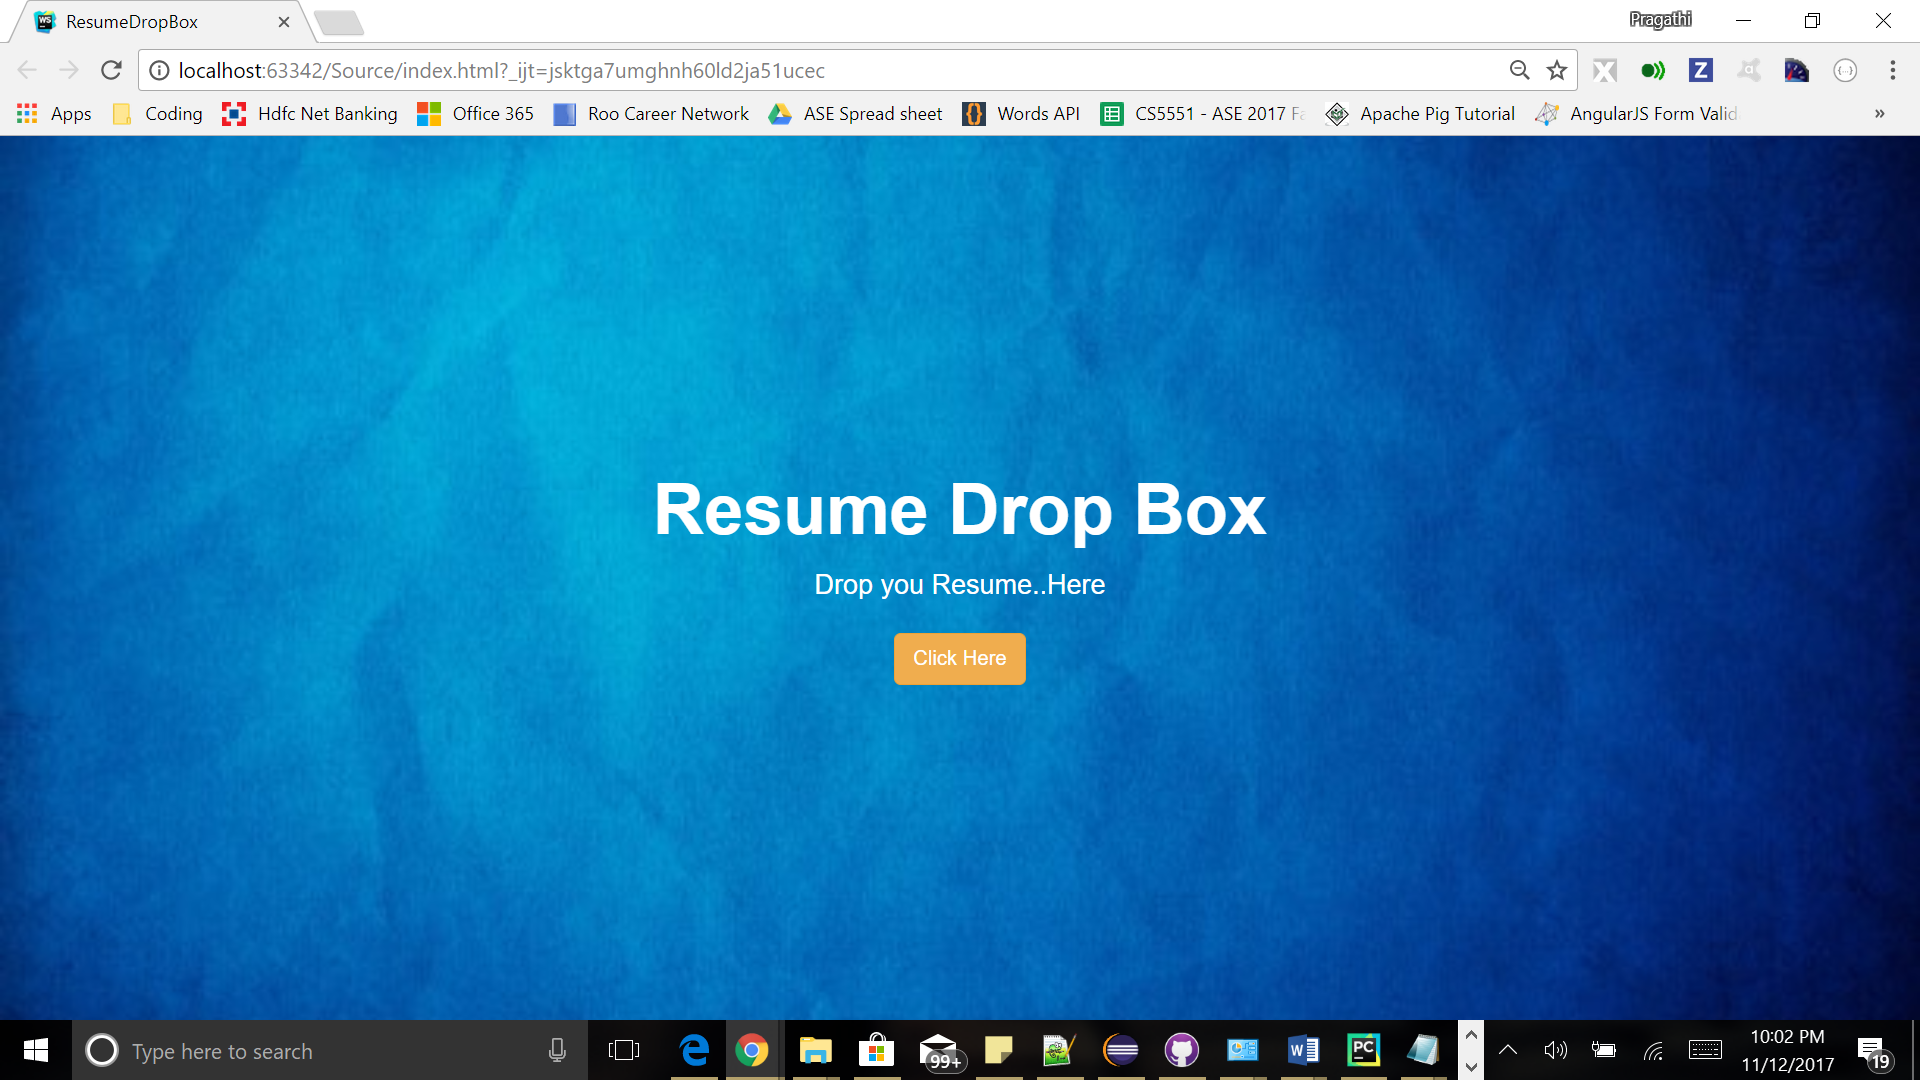 ResumeDropBox
Pragathi
localhost:63342/Source/index.html?_ijt=jsktga7umghnh60ld2ja51ucec
Apps Coding Hdfc Net Banking Office 365 Roo Career Network ASE Spread sheet Words API CS5551 - ASE 2017 Fa Apache Pig Tutorial AngularJS Form Valid »
Resume Drop Box
Drop you Resume..Here
Click Here
Type here to search
99+
10:02 PM
11/12/2017
19